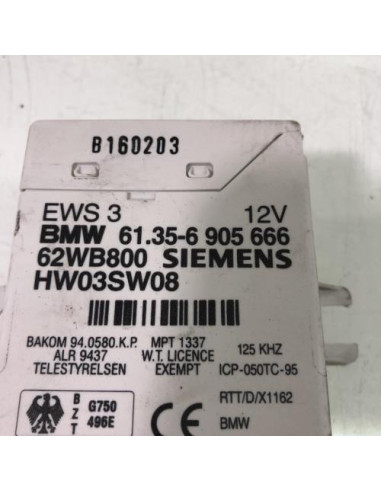 B160203
EWS 3 12V
BMW 61.35-6 905 666
62WB800 SIEMENS
HW03SW08
BAKOM 94.0580.K.P. MPT 1337 125 KHZ
ALR 9437 W.T. LICENCE
TELESTYRELSEN EXEMPT ICP-050TC-95
B Z T G750 496E
RTT/D/X1162
BMW